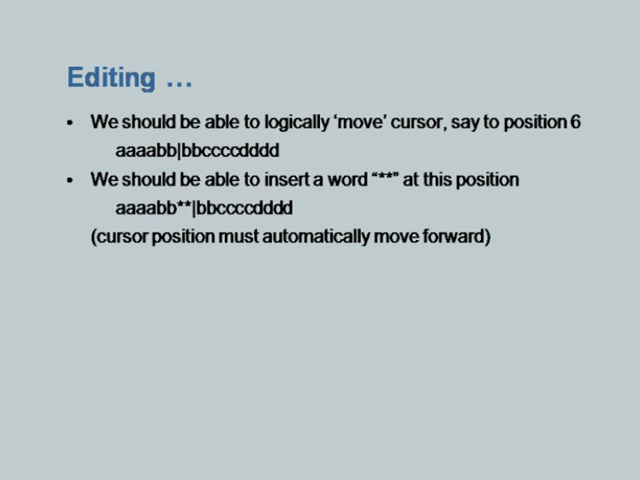 Editing …
• We should be able to logically ‘move’ cursor, say to position 6
aaaabb|bbccccdddd
• We should be able to insert a word “**” at this position
aaaabb**|bbccccdddd
(cursor position must automatically move forward)